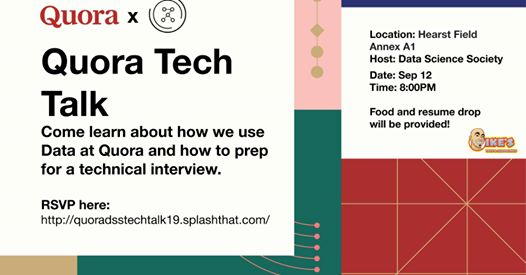 Quora x
Quora Tech
Talk
Come learn about how we use
Data at Quora and how to prep
for a technical interview.
RSVP here:
http://quoradsstechtalk19.splashthat.com/
Location: Hearst Field
Annex A1
Host: Data Science Society
Date: Sep 12
Time: 8:00PM
Food and resume drop
will be provided!
IKE'S